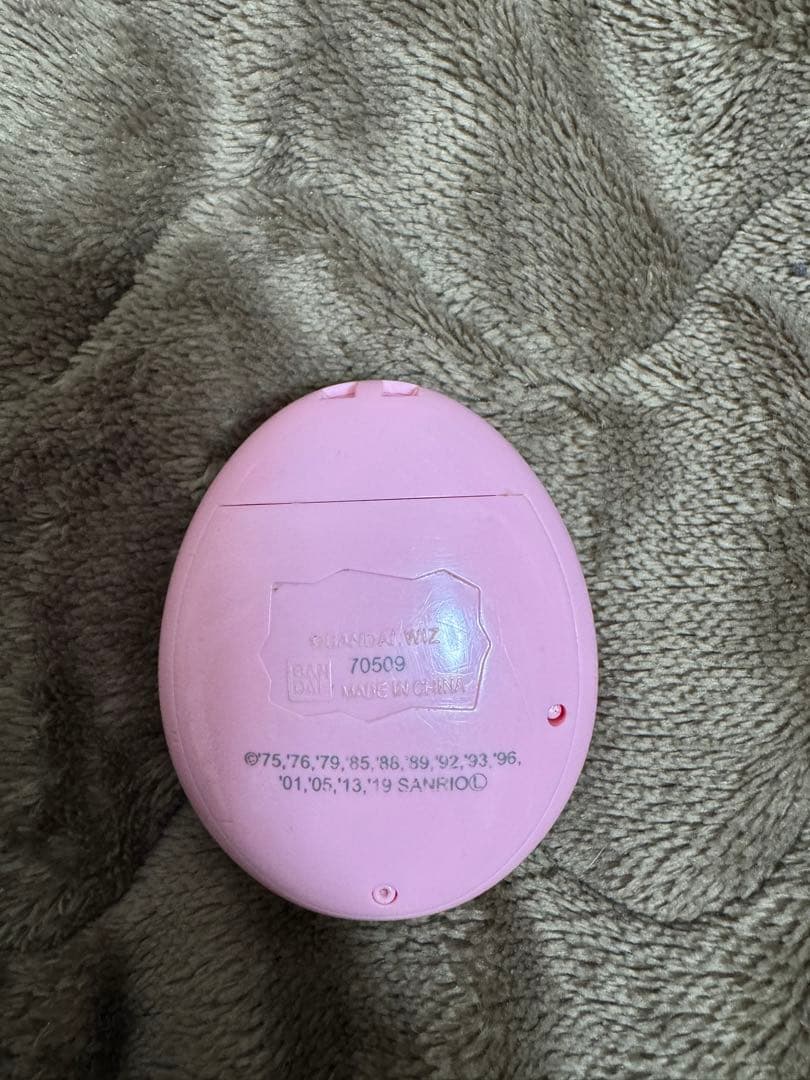 ©BANDAI, WIZ
70509
BAN
DAI
MADE IN CHINA
©'75,'76,'79,'85,'88,'89,'92,'93,'96,
'01,'05,'13,'19 SANRIOⓁ